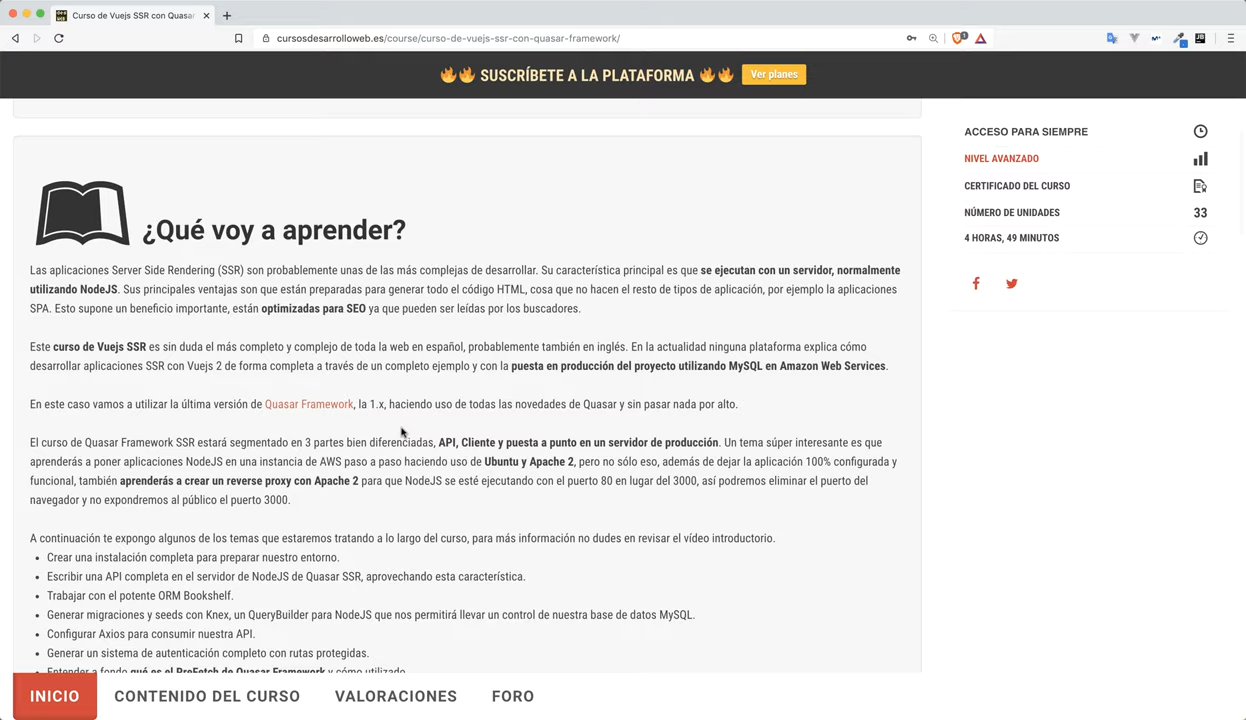 Curso de Vuejs SSR con Quasar
cursosdesarrolloweb.es/course/curso-de-vuejs-ssr-con-quasar-framework/
SUSCRÍBETE A LA PLATAFORMA
Ver planes
¿Qué voy a aprender?
Las aplicaciones Server Side Rendering (SSR) son probablemente unas de las más complejas de desarrollar. Su característica principal es que se ejecutan con un servidor, normalmente
utilizando NodeJS. Sus principales ventajas son que están preparadas para generar todo el código HTML, cosa que no hacen el resto de tipos de aplicación, por ejemplo la aplicaciones
SPA. Esto supone un beneficio importante, están optimizadas para SEO ya que pueden ser leídas por los buscadores.
Este curso de Vuejs SSR es sin duda el más completo y complejo de toda la web en español, probablemente también en inglés. En la actualidad ninguna plataforma explica cómo
desarrollar aplicaciones SSR con Vuejs 2 de forma completa a través de un completo ejemplo y con la puesta en producción del proyecto utilizando MySQL en Amazon Web Services.
En este caso vamos a utilizar la última versión de Quasar Framework, la 1.x, haciendo uso de todas las novedades de Quasar y sin pasar nada por alto.
El curso de Quasar Framework SSR estará segmentado en 3 partes bien diferenciadas, API, Cliente y puesta a punto en un servidor de producción. Un tema súper interesante es que
aprenderás a poner aplicaciones NodeJS en una instancia de AWS paso a paso haciendo uso de Ubuntu y Apache 2, pero no sólo eso, además de dejar la aplicación 100% configurada y
funcional, también aprenderás a crear un reverse proxy con Apache 2 para que NodeJS se esté ejecutando con el puerto 80 en lugar del 3000, así podremos eliminar el puerto del
navegador y no expondremos al público el puerto 3000.
A continuación te expongo algunos de los temas que estaremos tratando a lo largo del curso, para más información no dudes en revisar el vídeo introductorio.
• Crear una instalación completa para preparar nuestro entorno.
• Escribir una API completa en el servidor de NodeJS de Quasar SSR, aprovechando esta característica.
• Trabajar con el potente ORM Bookshelf.
• Generar migraciones y seeds con Knex, un QueryBuilder para NodeJS que nos permitirá llevar un control de nuestra base de datos MySQL.
• Configurar Axios para consumir nuestra API.
• Generar un sistema de autenticación completo con rutas protegidas.
• Entender a fondo qué es el PreFetch de Quasar Framework y cómo utilizado.
ACCESO PARA SIEMPRE
NIVEL AVANZADO
CERTIFICADO DEL CURSO
NÚMERO DE UNIDADES 33
4 HORAS, 49 MINUTOS
INICIO CONTENIDO DEL CURSO VALORACIONES FORO